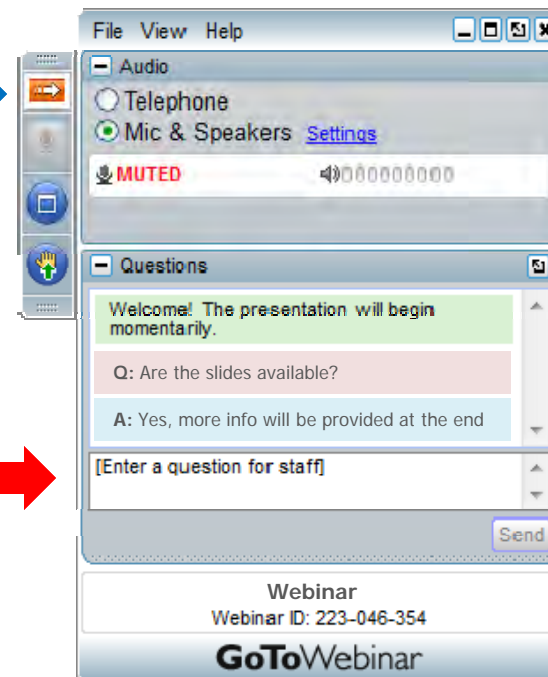 File View Help
Audio
Telephone
Mic & Speakers Settings
MUTED
Questions
Welcome! The presentation will begin
momentarily.
Q: Are the slides available?
A: Yes, more info will be provided at the end
[Enter a question for staff]
Send
Webinar
Webinar ID: 223-046-354
GoToWebinar